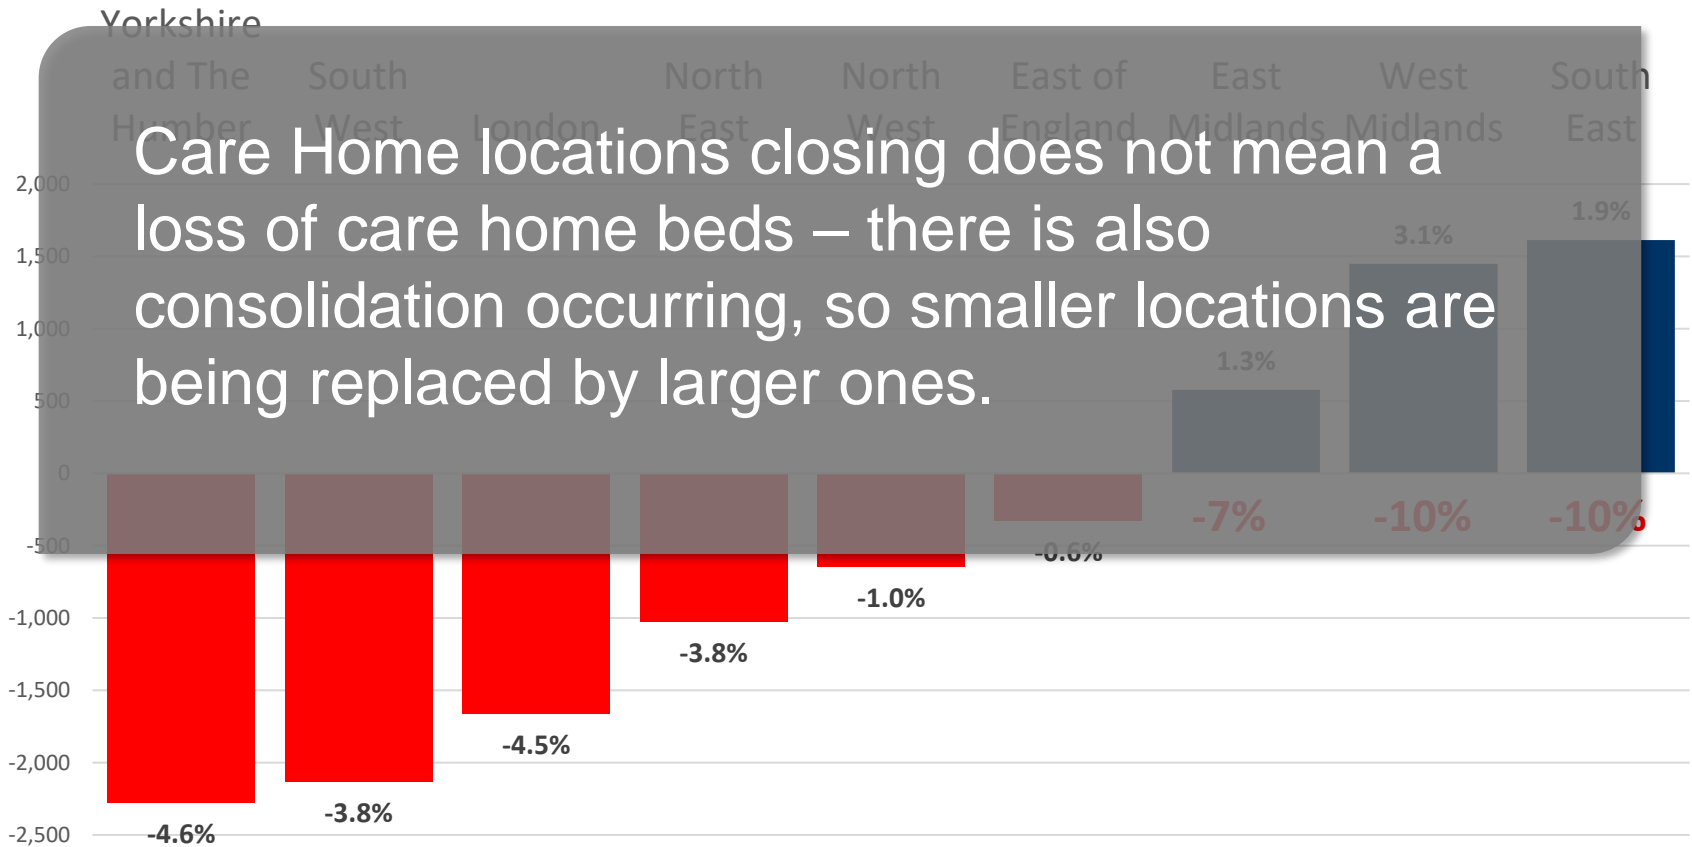 Yorkshire
and The South North North East of East West South
Humber West London East West England Midlands Midlands East
Care Home locations closing does not mean a
loss of care home beds – there is also
consolidation occurring, so smaller locations are
being replaced by larger ones.
2,000
1.9%
3.1%
1,500
1,000
1.3%
500
0
-7% -10% -10%
-500
-0.6%
-1.0%
-1,000
-3.8%
-1,500
-4.5%
-2,000
-3.8%
-2,500
-4.6%